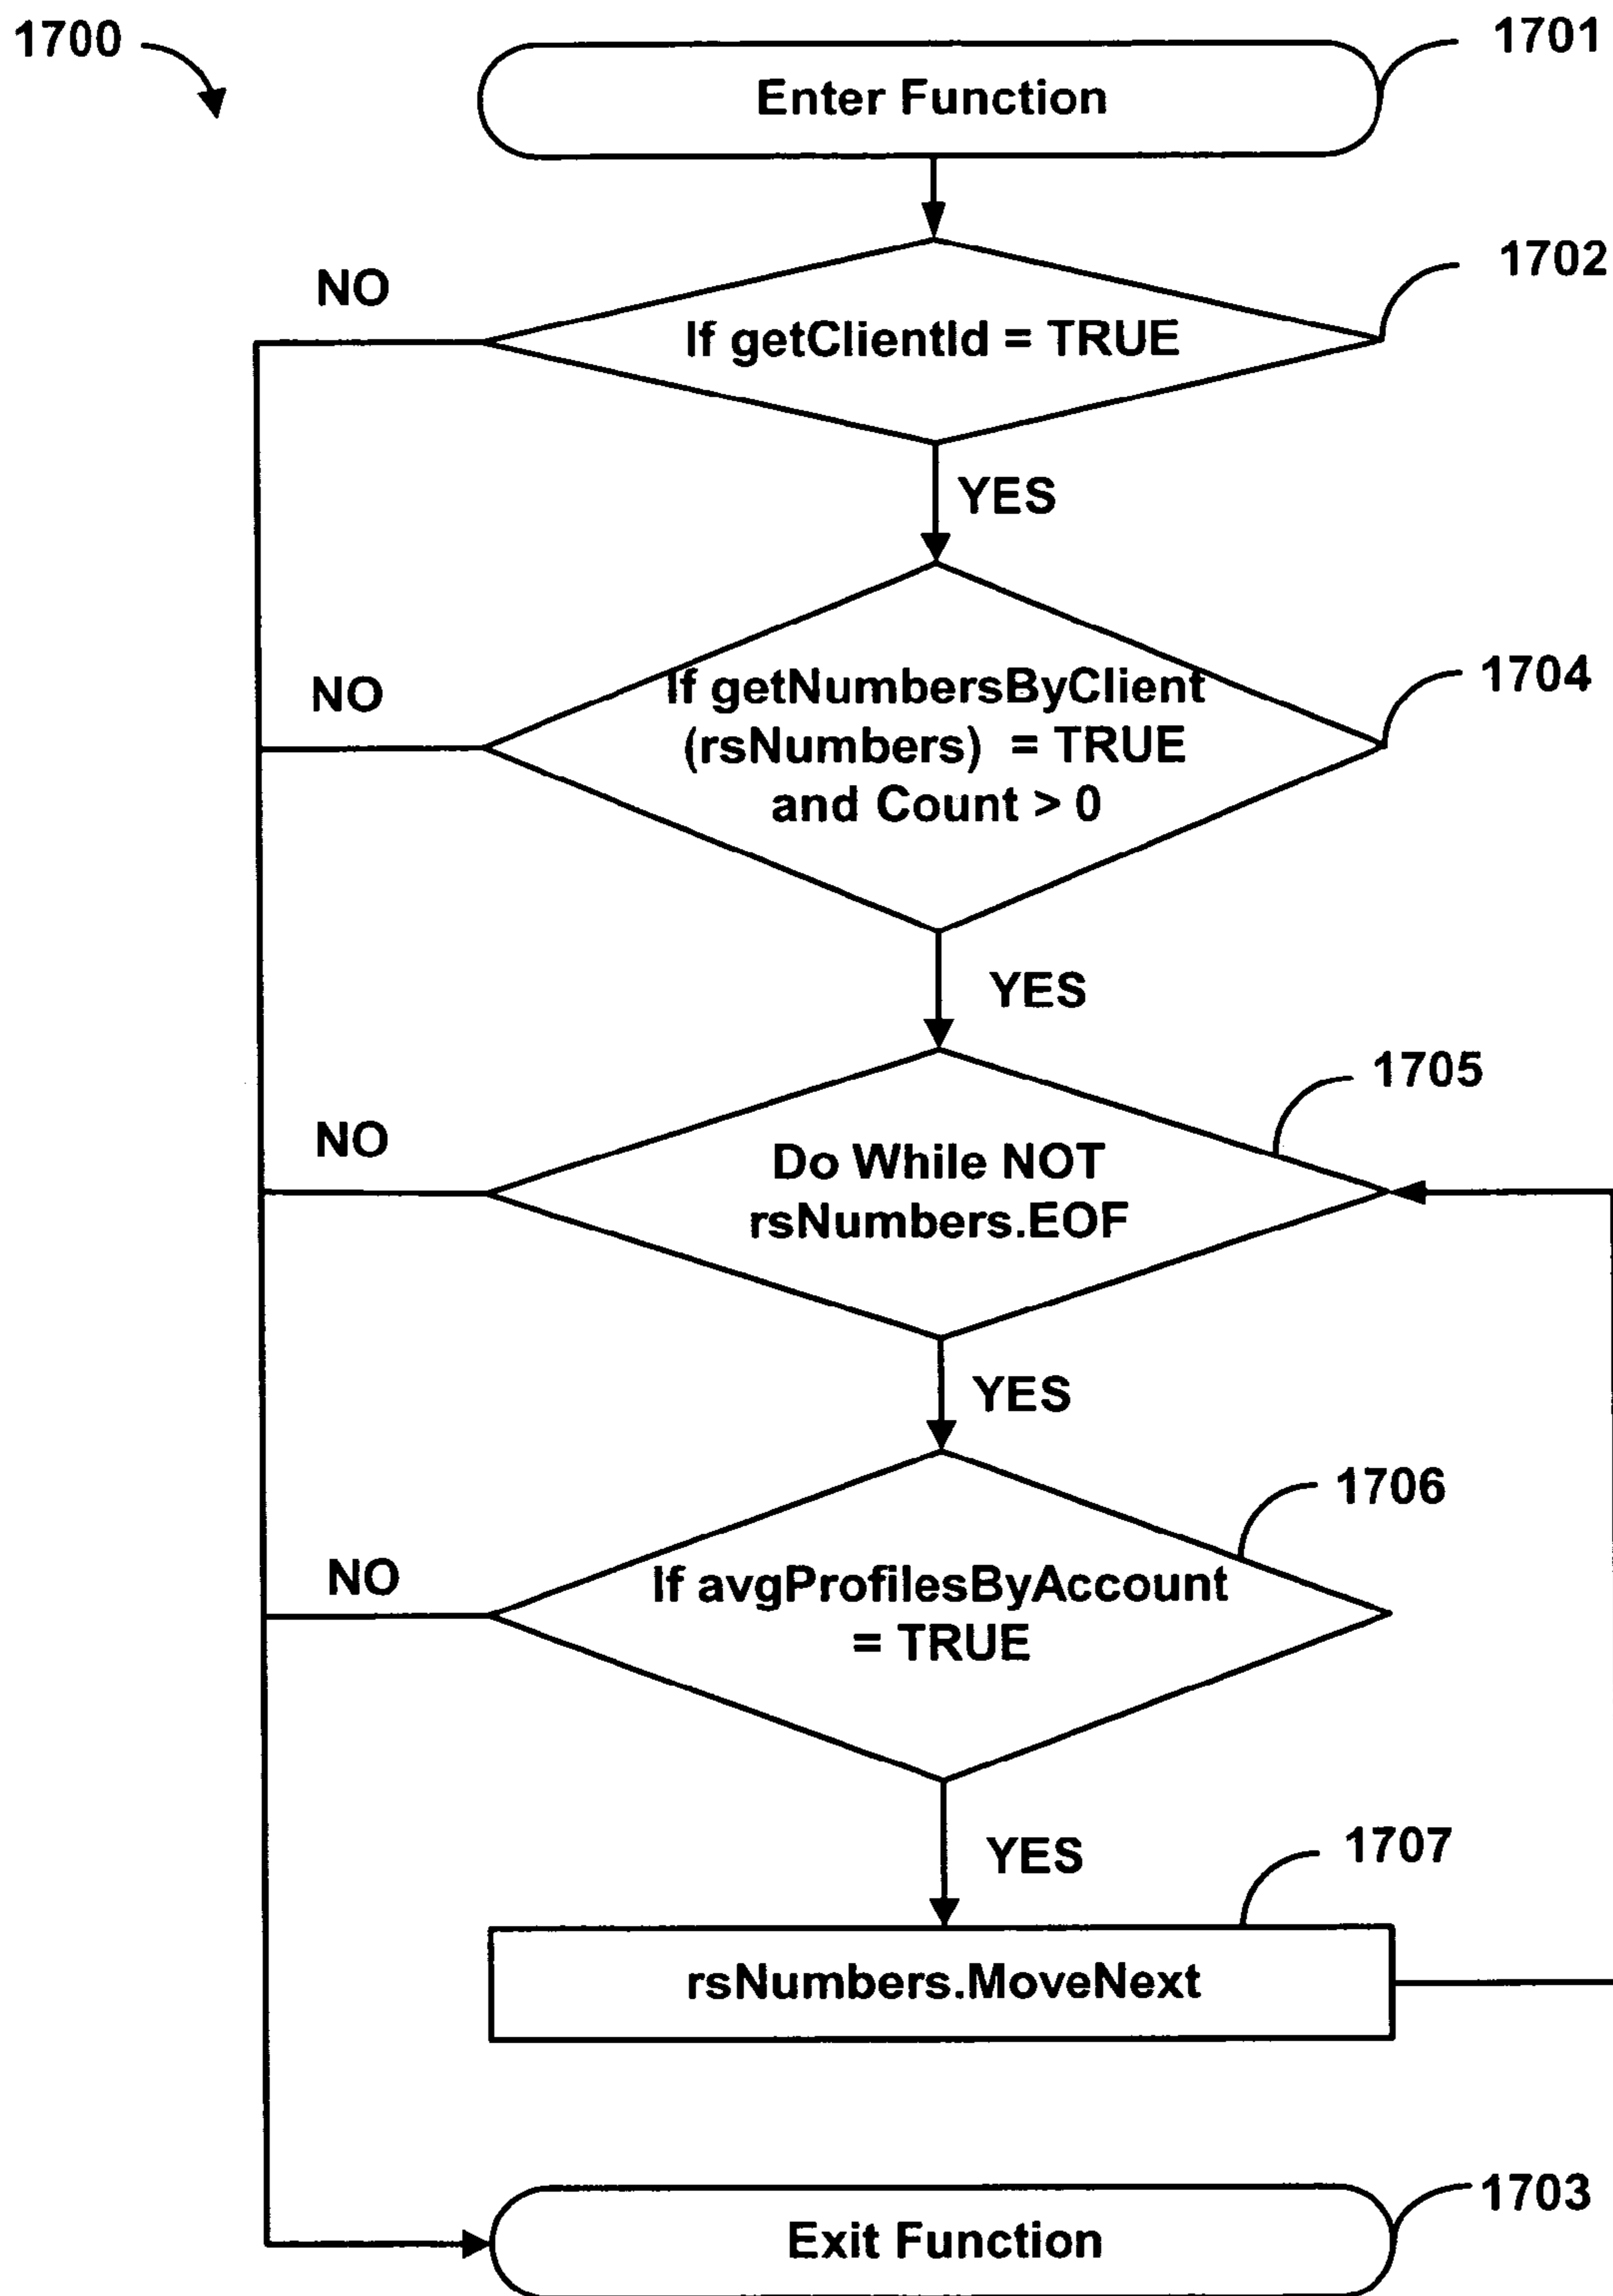 1700
1701
Enter Function
1702
NO
If getClientId = TRUE
YES
1704
NO
If getNumbersByClient
(rsNumbers) = TRUE
and Count > 0
YES
1705
NO
Do While NOT
rsNumbers.EOF
YES
1706
NO
If avgProfilesByAccount
= TRUE
YES
1707
rsNumbers.MoveNext
1703
Exit Function